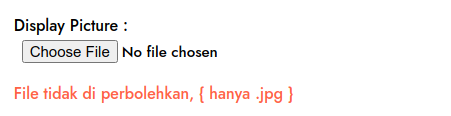 Display Picture :
Choose File No file chosen
File tidak di perbolehkan, { hanya .jpg }